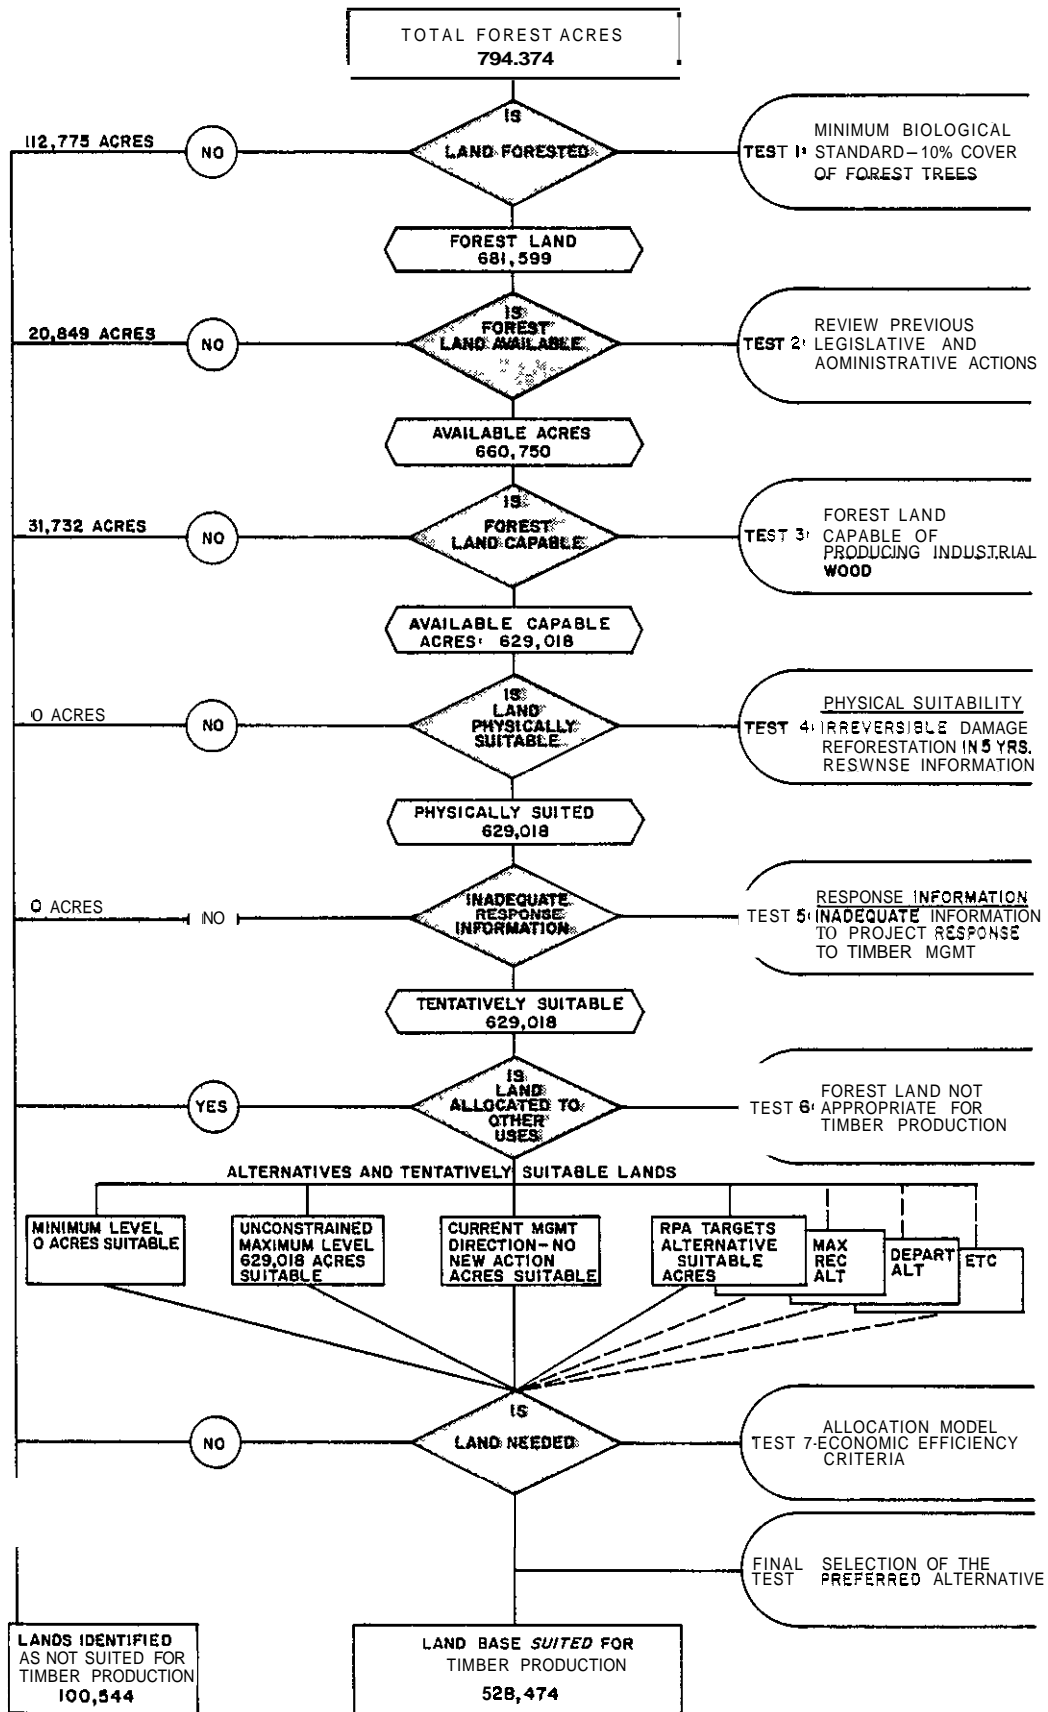 TOTAL FOREST ACRES
794.374
IS
LAND FORESTED
112,775 ACRES
NO
TEST 1:
MINIMUM BIOLOGICAL
STANDARD–10% COVER
OF FOREST TREES
FOREST LAND
681,599
IS
FOREST
LAND AVAILABLE
20,849 ACRES
NO
TEST 2:
REVIEW PREVIOUS
LEGISLATIVE AND
AOMINISTRATIVE ACTIONS
AVAILABLE ACRES
660,750
IS
FOREST
LAND CAPABLE
31,732 ACRES
NO
TEST 3:
FOREST LAND
CAPABLE OF
PRODUCING INDUSTRIAL
WOOD
AVAILABLE CAPABLE
ACRES: 629,018
IS
LAND
PHYSICALLY
SUITABLE
0 ACRES
NO
PHYSICAL SUITABILITY
TEST 4: IRREVERSIBLE DAMAGE
REFORESTATION IN 5 YRS.
RESWNSE INFORMATION
PHYSICALLY SUITED
629,018
INADEQUATE
RESPONSE
INFORMATION
0 ACRES
NO
RESPONSE INFORMATION
TEST 5: INADEQUATE INFORMATION
TO PROJECT RESPONSE
TO TIMBER MGMT
TENTATIVELY SUITABLE
629,018
IS
LAND
ALLOCATED TO
OTHER
USES
YES
TEST 6:
FOREST LAND NOT
APPROPRIATE FOR
TIMBER PRODUCTION
ALTERNATIVES AND TENTATIVELY SUITABLE LANDS
MINIMUM LEVEL
0 ACRES SUITABLE
UNCONSTRAINED
MAXIMUM LEVEL
629,018 ACRES
SUITABLE
CURRENT MGMT
DIRECTION–NO
NEW ACTION
ACRES SUITABLE
RPA TARGETS
ALTERNATIVE
SUITABLE
ACRES
MAX
REC
ALT
DEPART
ALT
ETC
IS
LAND NEEDED
NO
ALLOCATION MODEL
TEST 7-ECONOMIC EFFICIENCY
CRITERIA
FINAL SELECTION OF THE
TEST PREFERRED ALTERNATIVE
LANDS IDENTIFIED
AS NOT SUITED FOR
TIMBER PRODUCTION
100,544
LAND BASE SUITED FOR
TIMBER PRODUCTION
528,474